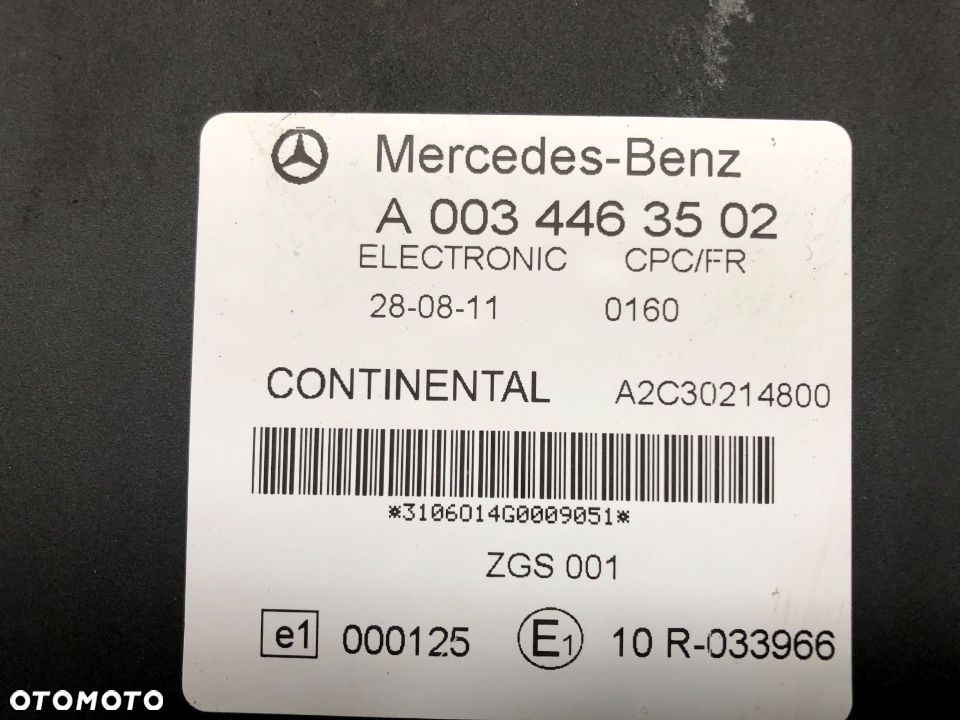 Mercedes-Benz
A 003 446 35 02
ELECTRONIC CPC/FR
28-08-11 0160
CONTINENTAL A2C30214800
*3106014G0009051*
ZGS 001
e1 000125 E1 10 R-033966
OTOMOTO